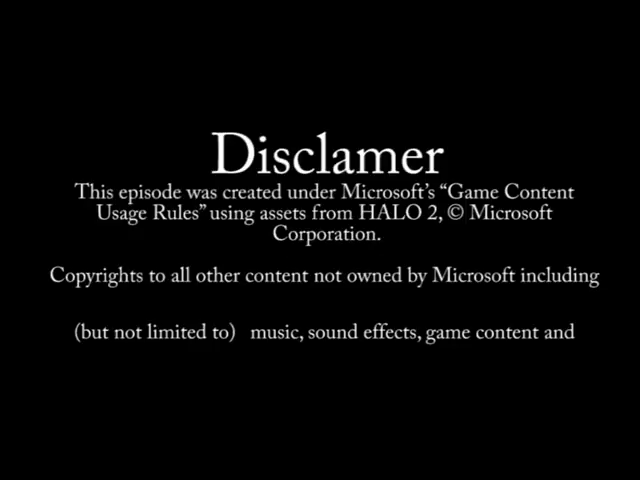 Disclamer
This episode was created under Microsoft's “Game Content
Usage Rules” using assets from HALO 2, © Microsoft
Corporation.
Copyrights to all other content not owned by Microsoft including
(but not limited to) music, sound effects, game content and